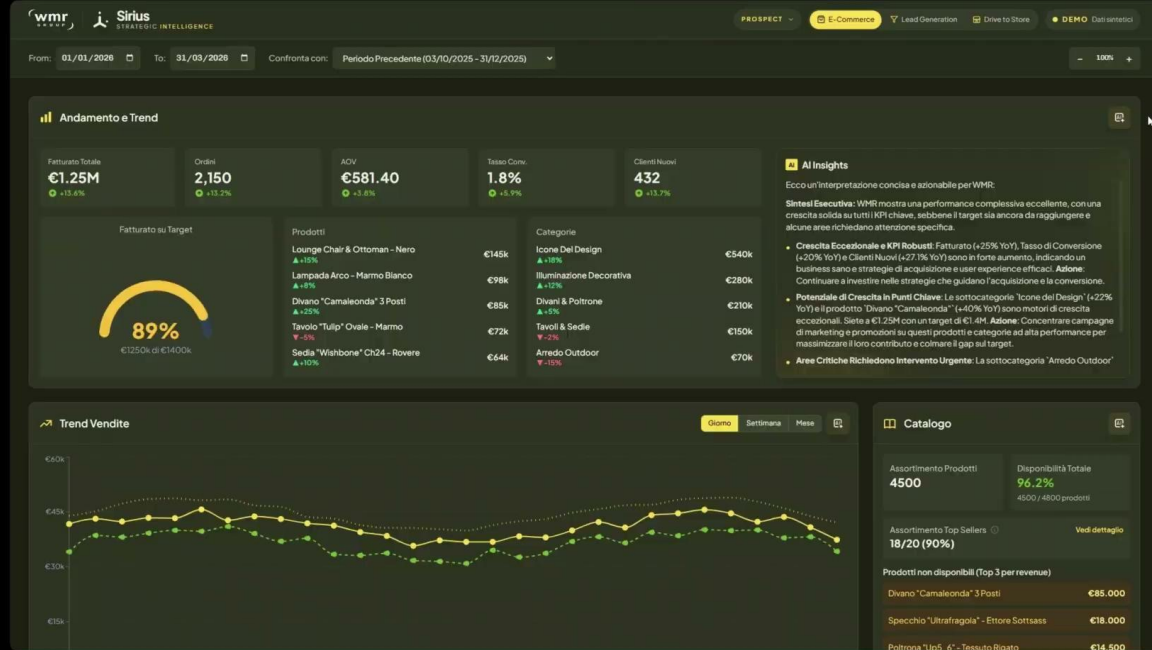 wmr
GROUP
Sirius
STRATEGIC INTELLIGENCE
PROSPECT
E-Commerce
Lead Generation
Drive to Store
DEMO Dati sintetici
From: 01/01/2026
To: 31/03/2026
Confronta con: Periodo Precedente (03/10/2025 - 31/12/2025)
- 100% +
Andamento e Trend
Fatturato Totale
€1.25M
+13.6%
Ordini
2,150
+13.2%
AOV
€581.40
+3.8%
Tasso Conv.
1.8%
+5.9%
Clienti Nuovi
432
+13.7%
Fatturato su Target
89%
€1250k di €1400k
Prodotti
Lounge Chair & Ottoman - Nero €145k
▲+15%
Lampada Arco - Marmo Bianco €98k
▲+8%
Divano "Camaleonda" 3 Posti €85k
▲+25%
Tavolo "Tulip" Ovale - Marmo €72k
▼-5%
Sedia "Wishbone" Ch24 - Rovere €64k
▲+10%
Categorie
Icone Del Design €540k
▲+18%
Illuminazione Decorativa €280k
▲+12%
Divani & Poltrone €210k
▲+5%
Tavoli & Sedie €150k
▼-2%
Arredo Outdoor €70k
▼-15%
AI AI Insights
Ecco un'interpretazione concisa e azionabile per WMR:
Sintesi Esecutiva: WMR mostra una performance complessiva eccellente, con una
crescita solida su tutti i KPI chiave, sebbene il target sia ancora da raggiungere e
alcune aree richiedano attenzione specifica.
• Crescita Eccezionale e KPI Robusti: Fatturato (+25% YoY), Tasso di Conversione
(+20% YoY) e Clienti Nuovi (+27.1% YoY) sono in forte aumento, indicando un
business sano e strategie di acquisizione e user experience efficaci. Azione:
Continuare a investire nelle strategie che guidano l'acquisizione e la conversione.
• Potenziale di Crescita in Punti Chiave: Le sottocategorie `Icone del Design` (+22%
YoY) e il prodotto `Divano "Camaleonda"` (+40% YoY) sono motori di crescita
eccezionali. Siete a €1.25M con un target di €1.4M. Azione: Concentrare campagne
di marketing e promozioni su questi prodotti e categorie ad alta performance per
massimizzare il loro contributo e colmare il gap sul target.
• Aree Critiche Richiedono Intervento Urgente: La sottocategoria `Arredo Outdoor`
Trend Vendite
Giorno Settimana Mese
€60k
€45k
€30k
€15k
Catalogo
Assortimento Prodotti
4500
Disponibilità Totale
96.2%
4500 / 4800 prodotti
Assortimento Top Sellers
Vedi dettaglio
18/20 (90%)
Prodotti non disponibili (Top 3 per revenue)
Divano "Camaleonda" 3 Posti €85.000
Specchio "Ultrafragola" - Ettore Sottsass €18.000
Poltrona "Up5_6" - Tessuto Rigato €14.500